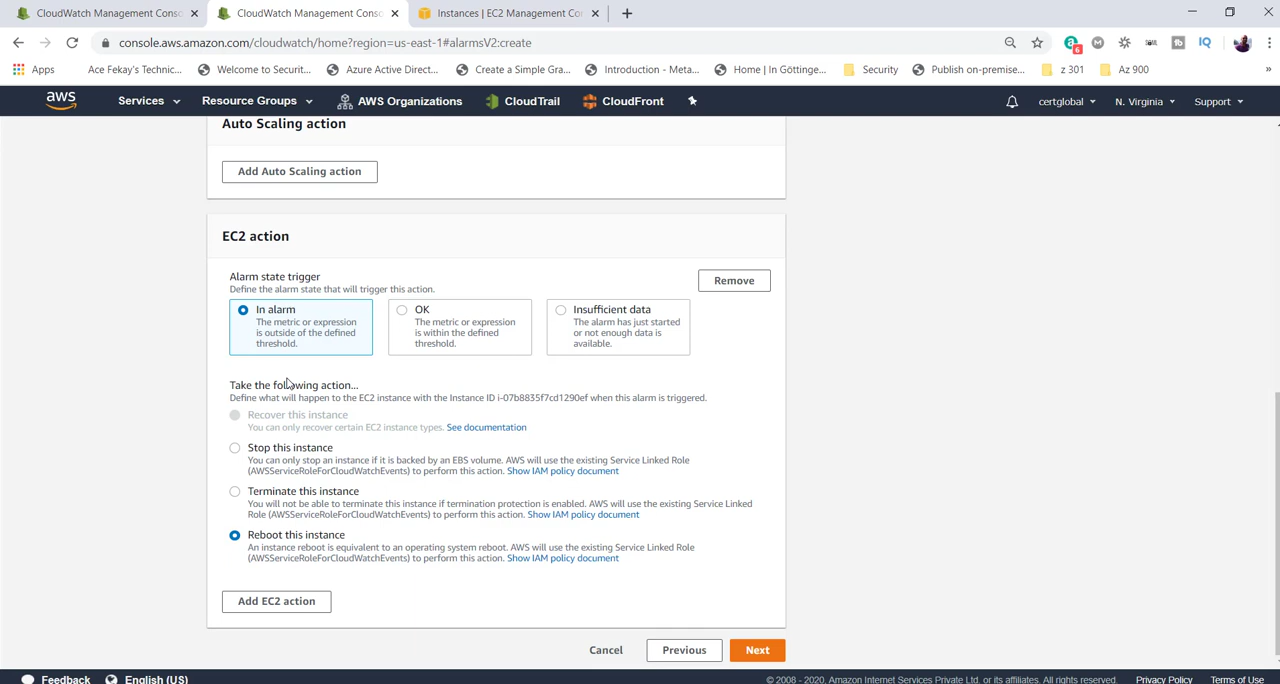 CloudWatch Management Conso
CloudWatch Management Conso
Instances | EC2 Management Cor
console.aws.amazon.com/cloudwatch/home?region=us-east-1#alarmsV2:create
6
M
IQ
Apps
Ace Fekay's Technic...
Welcome to Securit...
Azure Active Direct...
Create a Simple Gra...
Introduction - Meta...
Home | In Göttinge...
Security
Publish on-premise...
z 301
Az 900
»
aws
Services
Resource Groups
AWS Organizations
CloudTrail
CloudFront
certglobal
N. Virginia
Support
Auto Scaling action
Add Auto Scaling action
EC2 action
Alarm state trigger
Define the alarm state that will trigger this action.
Remove
In alarm
The metric or expression
is outside of the defined
threshold.
OK
The metric or expression
is within the defined
threshold.
Insufficient data
The alarm has just started
or not enough data is
available.
Take the following action...
Define what will happen to the EC2 instance with the Instance ID i-07b8835f7cd1290ef when this alarm is triggered.
Recover this instance
You can only recover certain EC2 instance types. See documentation
Stop this instance
You can only stop an instance if it is backed by an EBS volume. AWS will use the existing Service Linked Role
(AWSServiceRoleForCloudWatchEvents) to perform this action. Show IAM policy document
Terminate this instance
You will not be able to terminate this instance if termination protection is enabled. AWS will use the existing Service Linked
Role (AWSServiceRoleForCloudWatchEvents) to perform this action. Show IAM policy document
Reboot this instance
An instance reboot is equivalent to an operating system reboot. AWS will use the existing Service Linked Role
(AWSServiceRoleForCloudWatchEvents) to perform this action. Show IAM policy document
Add EC2 action
Cancel
Previous
Next
Feedback
English (US)
© 2008 - 2020, Amazon Internet Services Private Ltd. or its affiliates. All rights reserved.
Privacy Policy
Terms of Use